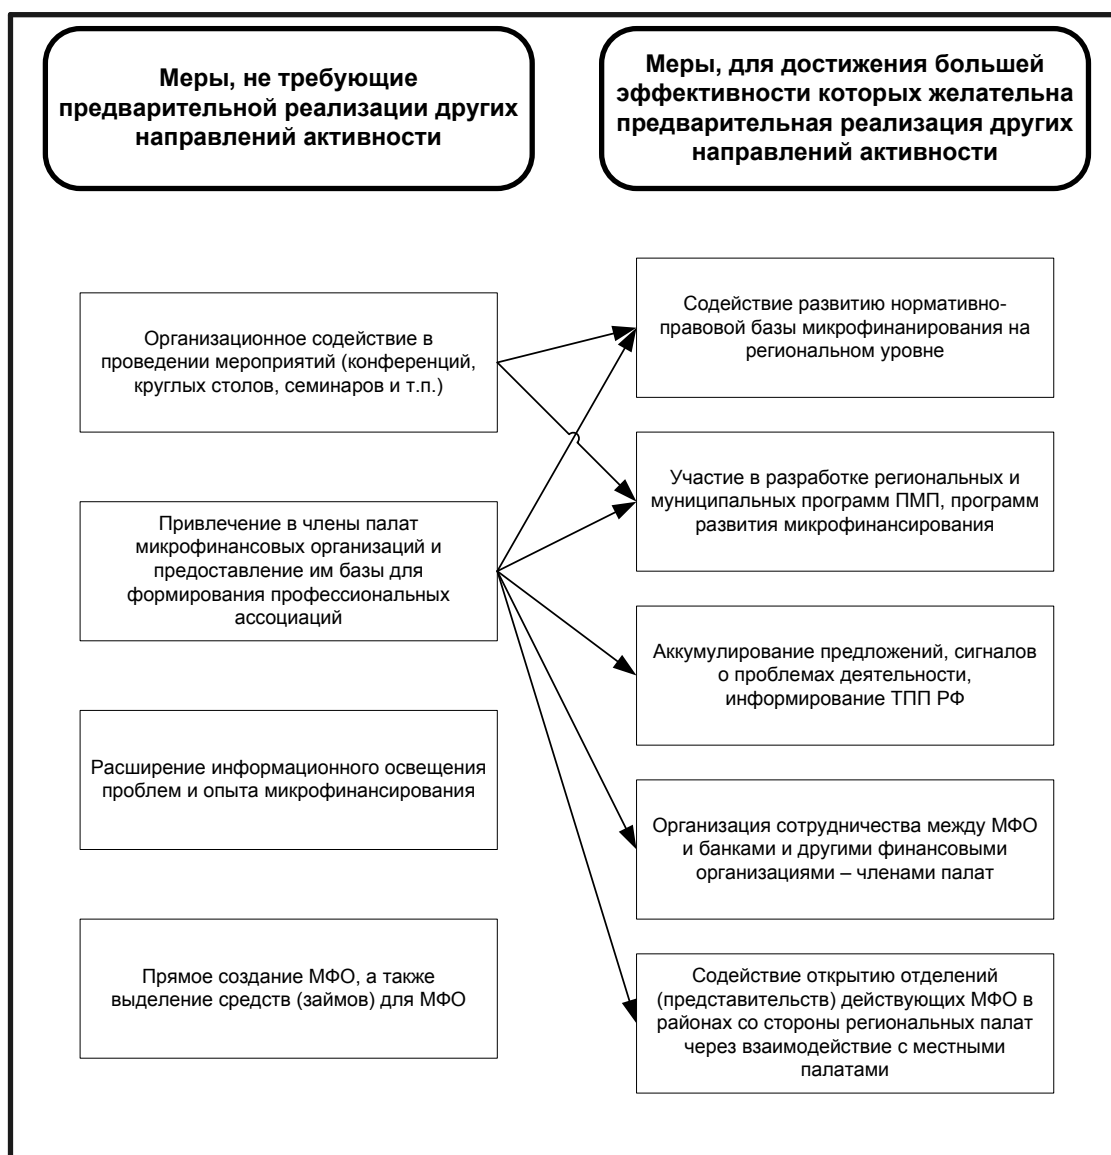 Меры, не требующие
предварительной реализации других
направлений активности
Меры, для достижения большей
эффективности которых желательна
предварительная реализация других
направлений активности
Организационное содействие в
проведении мероприятий (конференций,
круглых столов, семинаров и т.п.)
Привлечение в члены палат
микрофинансовых организаций и
предоставление им базы для
формирования профессиональных
ассоциаций
Расширение информационного освещения
проблем и опыта микрофинансирования
Прямое создание МФО, а также
выделение средств (займов) для МФО
Содействие развитию нормативно-
правовой базы микрофинанирования на
региональном уровне
Участие в разработке региональных и
муниципальных программ ПМП, программ
развития микрофинансирования
Аккумулирование предложений, сигналов
о проблемах деятельности,
информирование ТПП РФ
Организация сотрудничества между МФО
и банками и другими финансовыми
организациями – членами палат
Содействие открытию отделений
(представительств) действующих МФО в
районах со стороны региональных палат
через взаимодействие с местными
палатами